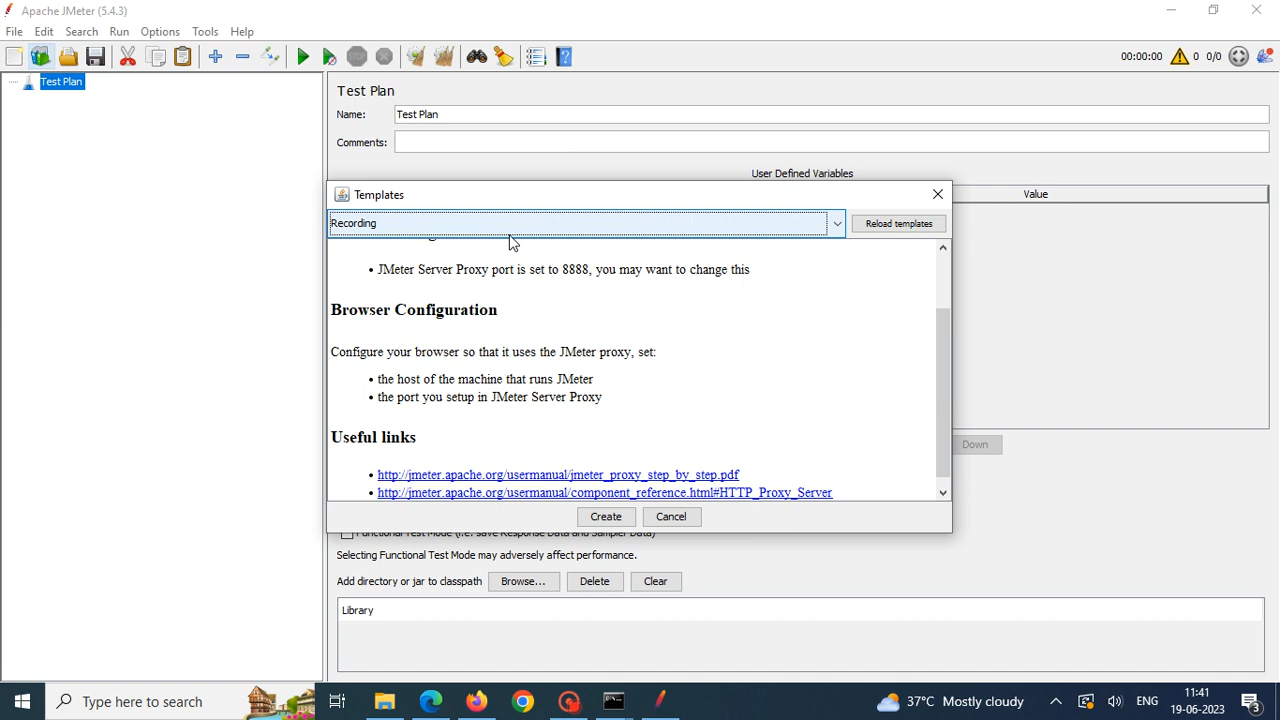 Apache JMeter (5.4.3)
File Edit Search Run Options Tools Help
00:00:00 0 0/0
Test Plan
Test Plan
Name: Test Plan
Comments:
User Defined Variables
Value
Templates
Recording
Reload templates
• JMeter Server Proxy port is set to 8888, you may want to change this
Browser Configuration
Configure your browser so that it uses the JMeter proxy, set:
• the host of the machine that runs JMeter
• the port you setup in JMeter Server Proxy
Useful links
• http://jmeter.apache.org/usermanual/jmeter_proxy_step_by_step.pdf
• http://jmeter.apache.org/usermanual/component_reference.html#HTTP_Proxy_Server
Down
Create Cancel
Functional Test Mode (i.e. save Response Data and Sampler Data)
Selecting Functional Test Mode may adversely affect performance.
Add directory or jar to classpath Browse... Delete Clear
Library
Type here to search
37°C Mostly cloudy
ENG
11:41
19-06-2023
3